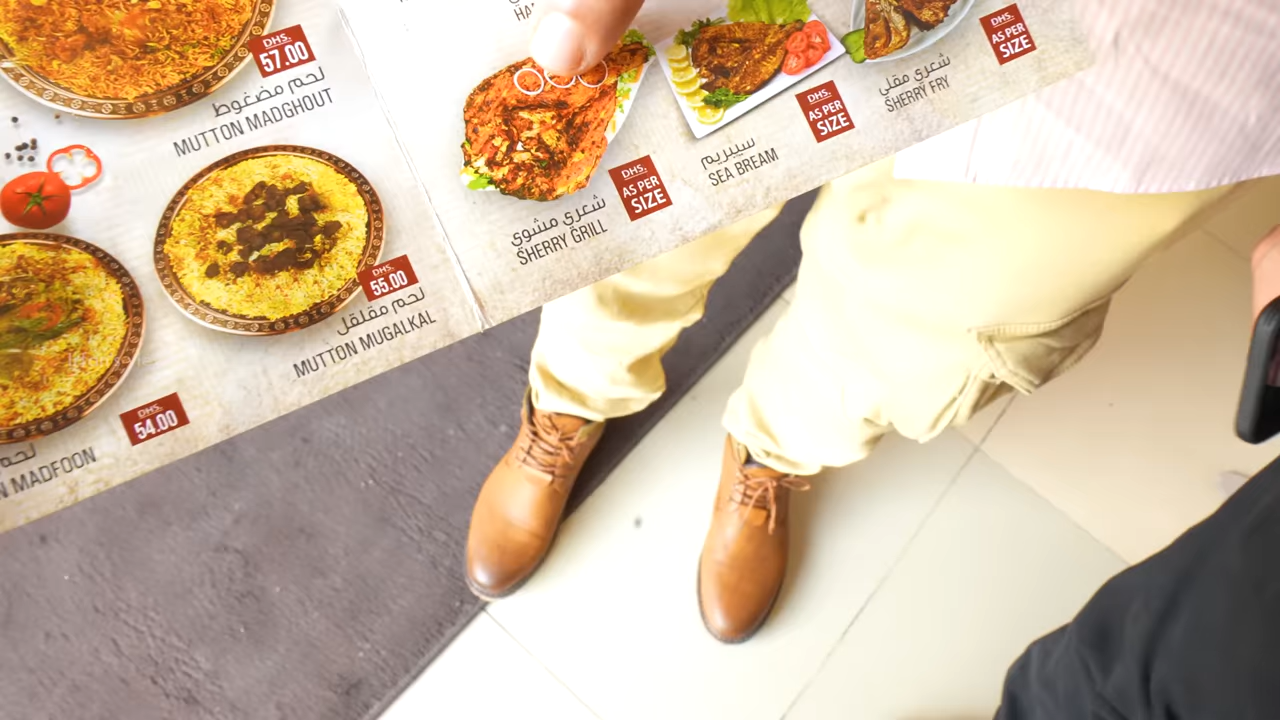 DHS.
57.00
لحم مضغوط
MUTTON MADGHOUT
DHS.
55.00
لحم مقلقل
MUTTON MUGALKAL
DHS.
54.00
MADFOON
DHS.
AS PER
SIZE
شعري مشوي
SHERRY GRILL
DHS.
AS PER
SIZE
سيبريم
SEA BREAM
DHS.
AS PER
SIZE
شعري مقلي
SHERRY FRY